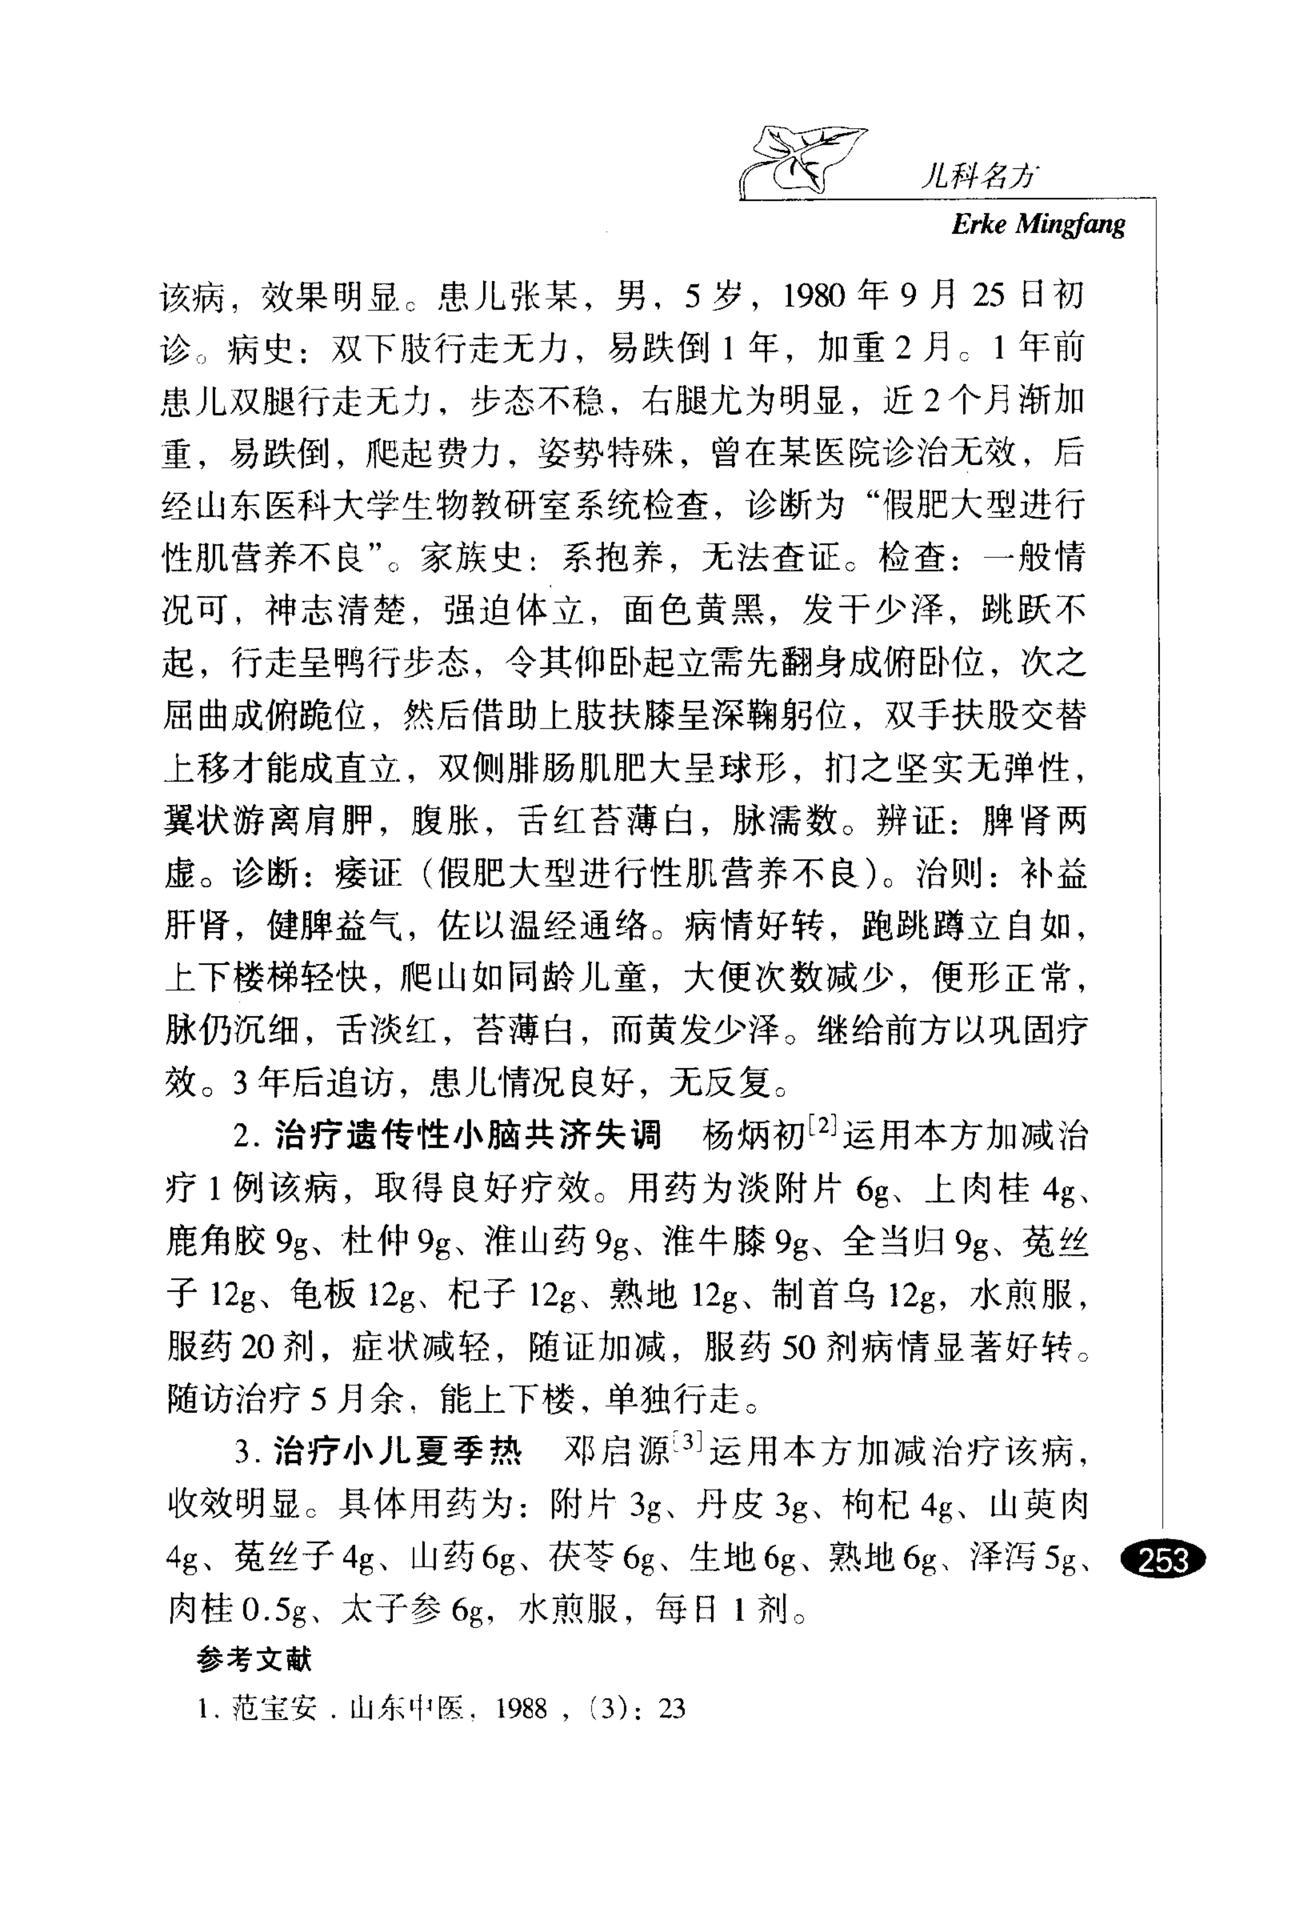 儿科名方
Erke Mingfang
该病，效果明显。患儿张某，男，5岁，1980年9月25日初
诊。病史：双下肢行走无力，易跌倒1年，加重2月。1年前
患儿双腿行走无力，步态不稳，右腿尤为明显，近2个月渐加
重，易跌倒，爬起费力，姿势特殊，曾在某医院诊治无效，后
经山东医科大学生物教研室系统检查，诊断为“假肥大型进行
性肌营养不良”。家族史：系抱养，无法查证。检查：一般情
况可，神志清楚，强迫体立，面色黄黑，发干少泽，跳跃不
起，行走呈鸭行步态，令其仰卧起立需先翻身成俯卧位，次之
屈曲成俯跪位，然后借助上肢扶膝呈深鞠躬位，双手扶股交替
上移才能成直立，双侧腓肠肌肥大呈球形，扪之坚实无弹性，
翼状游离肩胛，腹胀，舌红苔薄白，脉濡数。辨证：脾肾两
虚。诊断：痿证（假肥大型进行性肌营养不良）。治则：补益
肝肾，健脾益气，佐以温经通络。病情好转，跑跳蹲立自如，
上下楼梯轻快，爬山如同龄儿童，大便次数减少，便形正常，
脉仍沉细，舌淡红，苔薄白，而黄发少泽。继给前方以巩固疗
效。3年后追访，患儿情况良好，无反复。
2. 治疗遗传性小脑共济失调　杨炳初[2]运用本方加减治
疗1例该病，取得良好疗效。用药为淡附片6g、上肉桂4g、
鹿角胶9g、杜仲9g、淮山药9g、淮牛膝9g、全当归9g、菟丝
子12g、龟板12g、杞子12g、熟地12g、制首乌12g，水煎服，
服药20剂，症状减轻，随证加减，服药50剂病情显著好转。
随访治疗5月余，能上下楼，单独行走。
3. 治疗小儿夏季热　邓启源[3]运用本方加减治疗该病，
收效明显。具体用药为：附片3g、丹皮3g、枸杞4g、山萸肉
4g、菟丝子4g、山药6g、茯苓6g、生地6g、熟地6g、泽泻5g、
肉桂0.5g、太子参6g，水煎服，每日1剂。
253
参考文献
1. 范宝安．山东中医，1988，（3）：23